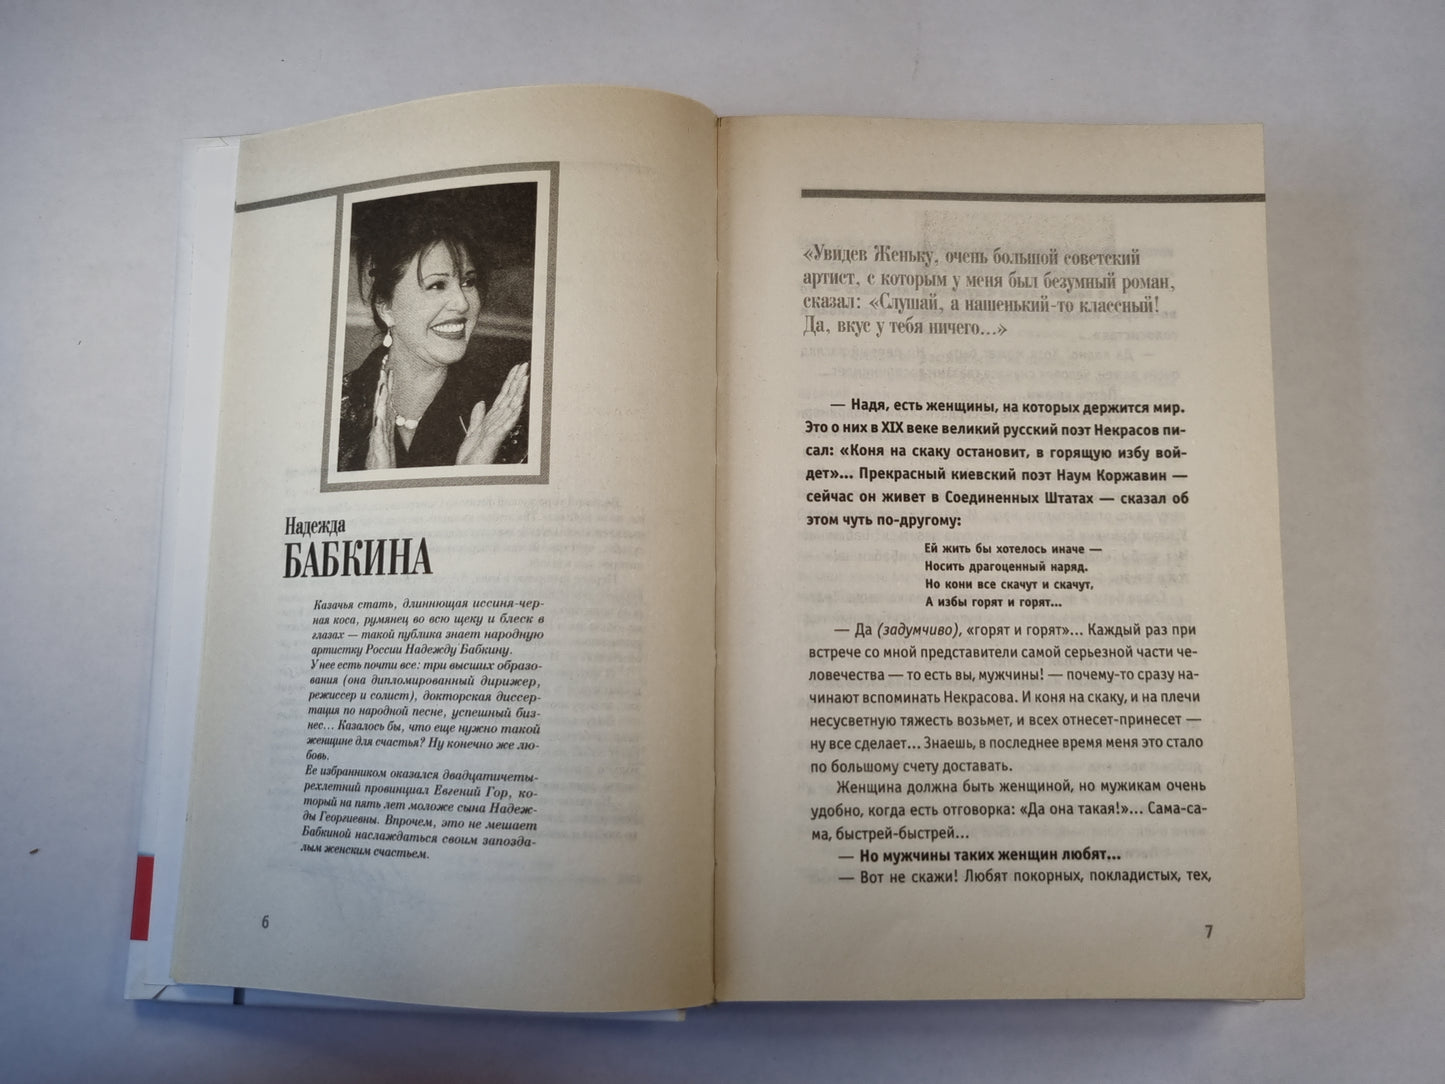 Надежда
БАБКИНА
Казачья стать, длиннющая иссиня-чер-
ная коса, румянец во всю щеку и блеск в
глазах — такой публика знает народную
артистку России Надежду Бабкину.
У нее есть почти все: три высших образо-
вания (она дипломированный дирижер,
режиссер и солист), докторская диссер-
тация по народной песне, успешный биз-
нес... Казалось бы, что еще нужно такой
женщине для счастья? Ну конечно же лю-
бовь.
Ее избранником оказался двадцатичеты-
рехлетний провинциал Евгений Гор, ко-
торый на пять лет моложе сына Надеж-
ды Георгиевны. Впрочем, это не мешает
Бабкиной наслаждаться своим запозда-
лым женским счастьем.
6
«Увидев Женьку, очень большой советский
артист, с которым у меня был безумный роман,
сказал: «Слушай, а нашенький-то классный!
Да, вкус у тебя ничего...»
— Надя, есть женщины, на которых держится мир.
Это о них в XIX веке великий русский поэт Некрасов пи-
сал: «Коня на скаку остановит, в горящую избу вой-
дет»... Прекрасный киевский поэт Наум Коржавин —
сейчас он живет в Соединенных Штатах — сказал об
этом чуть по-другому:
Ей жить бы хотелось иначе —
Носить драгоценный наряд.
Но кони все скачут и скачут,
А избы горят и горят...
— Да (задумчиво), «горят и горят»... Каждый раз при
встрече со мной представители самой серьезной части че-
ловечества — то есть вы, мужчины! — почему-то сразу на-
чинают вспоминать Некрасова. И коня на скаку, и на плечи
несусветную тяжесть возьмет, и всех отнесет-принесет —
ну все сделает... Знаешь, в последнее время меня это стало
по большому счету доставать.
Женщина должна быть женщиной, но мужикам очень
удобно, когда есть отговорка: «Да она такая!»... Сама-са-
ма, быстрей-быстрей...
— Но мужчины таких женщин любят...
— Вот не скажи! Любят покорных, покладистых, тех,
7